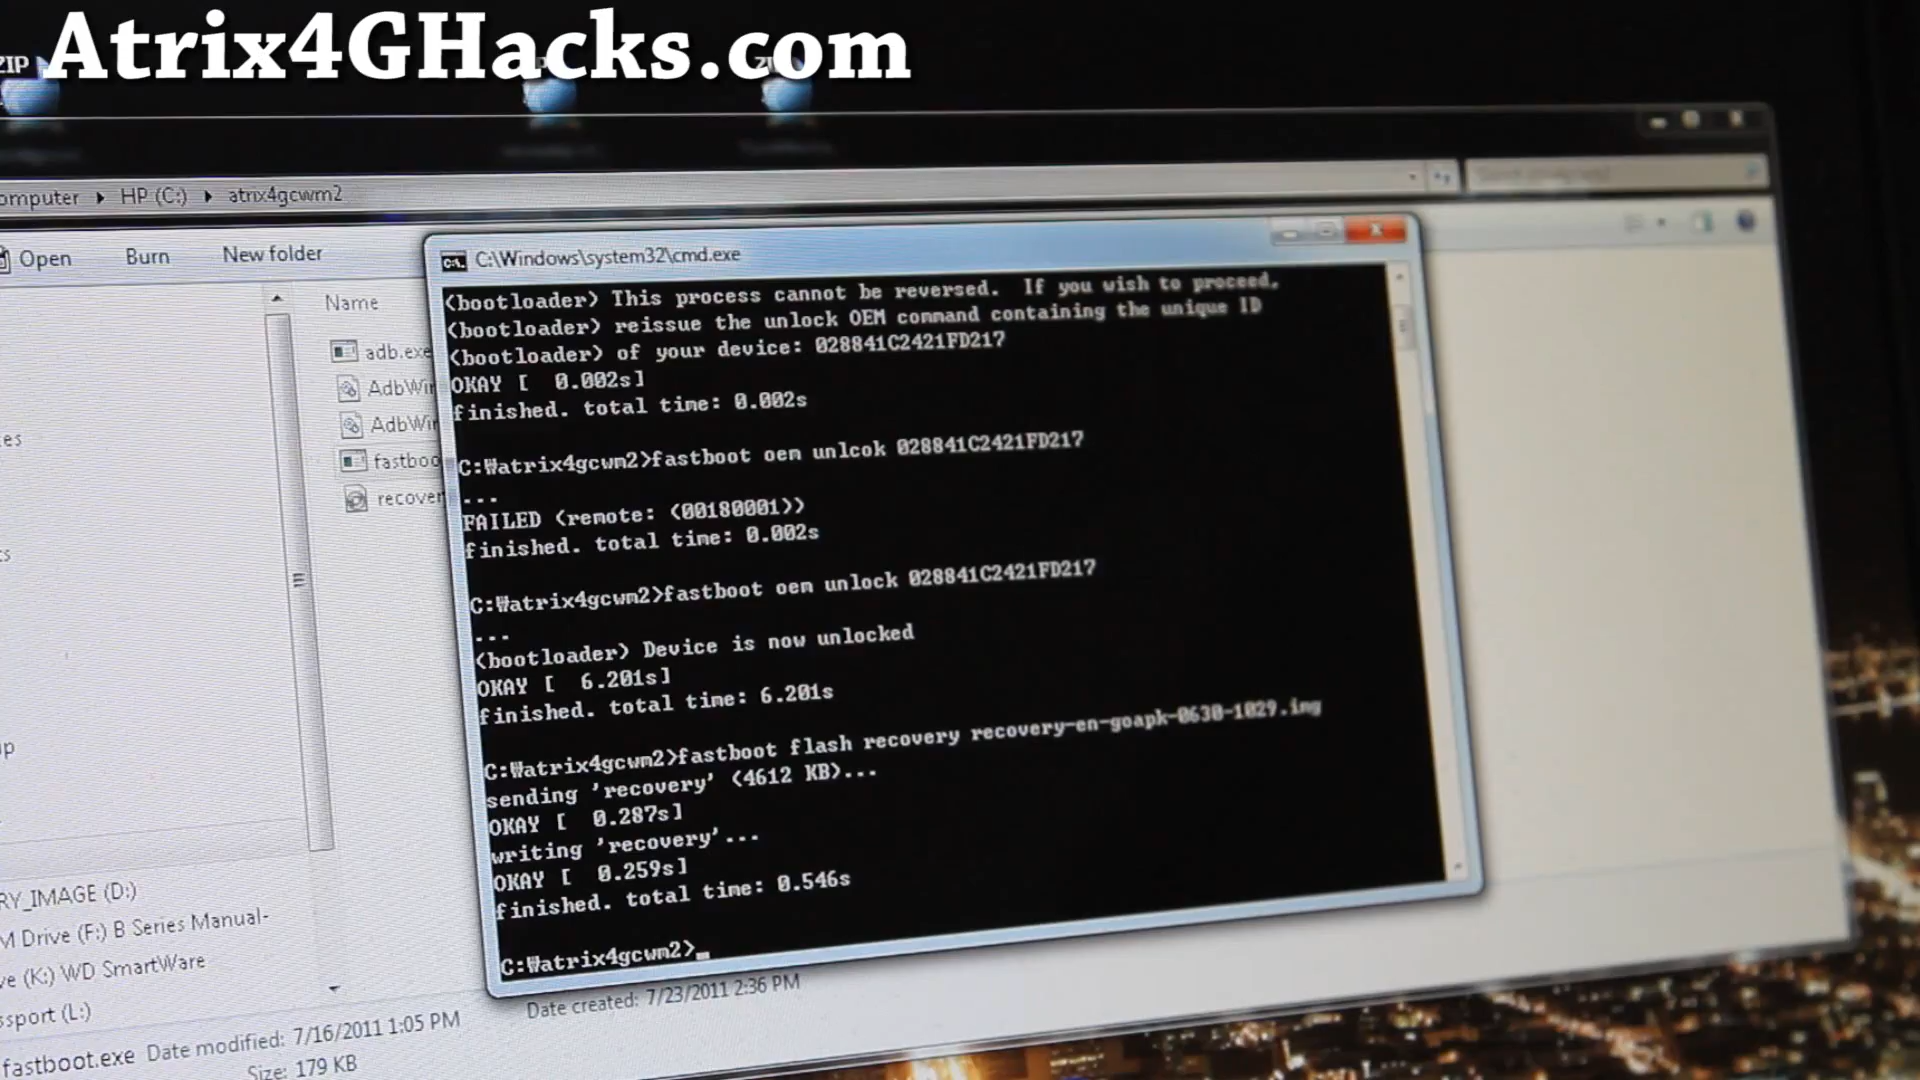 Atrix4GHacks.com
ZIP
omputer ▸ HP (C:) ▸ atrix4gcwm2
Open Burn New folder
C:\Windows\system32\cmd.exe
Name
adb.exe
AdbWin
AdbWin
fastboo
recover
(bootloader) This process cannot be reversed. If you wish to proceed,
(bootloader) reissue the unlock OEM command containing the unique ID
(bootloader) of your device: 028841C2421FD217
OKAY [ 0.002s]
finished. total time: 0.002s
C:₩atrix4gcwm2>fastboot oem unlcok 028841C2421FD217
...
FAILED (remote: (00180001))
finished. total time: 0.002s
C:₩atrix4gcwm2>fastboot oem unlock 028841C2421FD217
...
(bootloader) Device is now unlocked
OKAY [ 6.201s]
finished. total time: 6.201s
C:₩atrix4gcwm2>fastboot flash recovery recovery-en-goapk-0630-1029.img
sending 'recovery' (4612 KB)...
OKAY [ 0.287s]
writing 'recovery'...
OKAY [ 0.259s]
finished. total time: 0.546s
C:₩atrix4gcwm2>_
es
RY_IMAGE (D:)
M Drive (F:) B Series Manual-
ve (K:) WD SmartWare
ssport (L:)
fastboot.exe Date modified: 7/16/2011 1:05 PM Date created: 7/23/2011 2:36 PM
Size: 179 KB